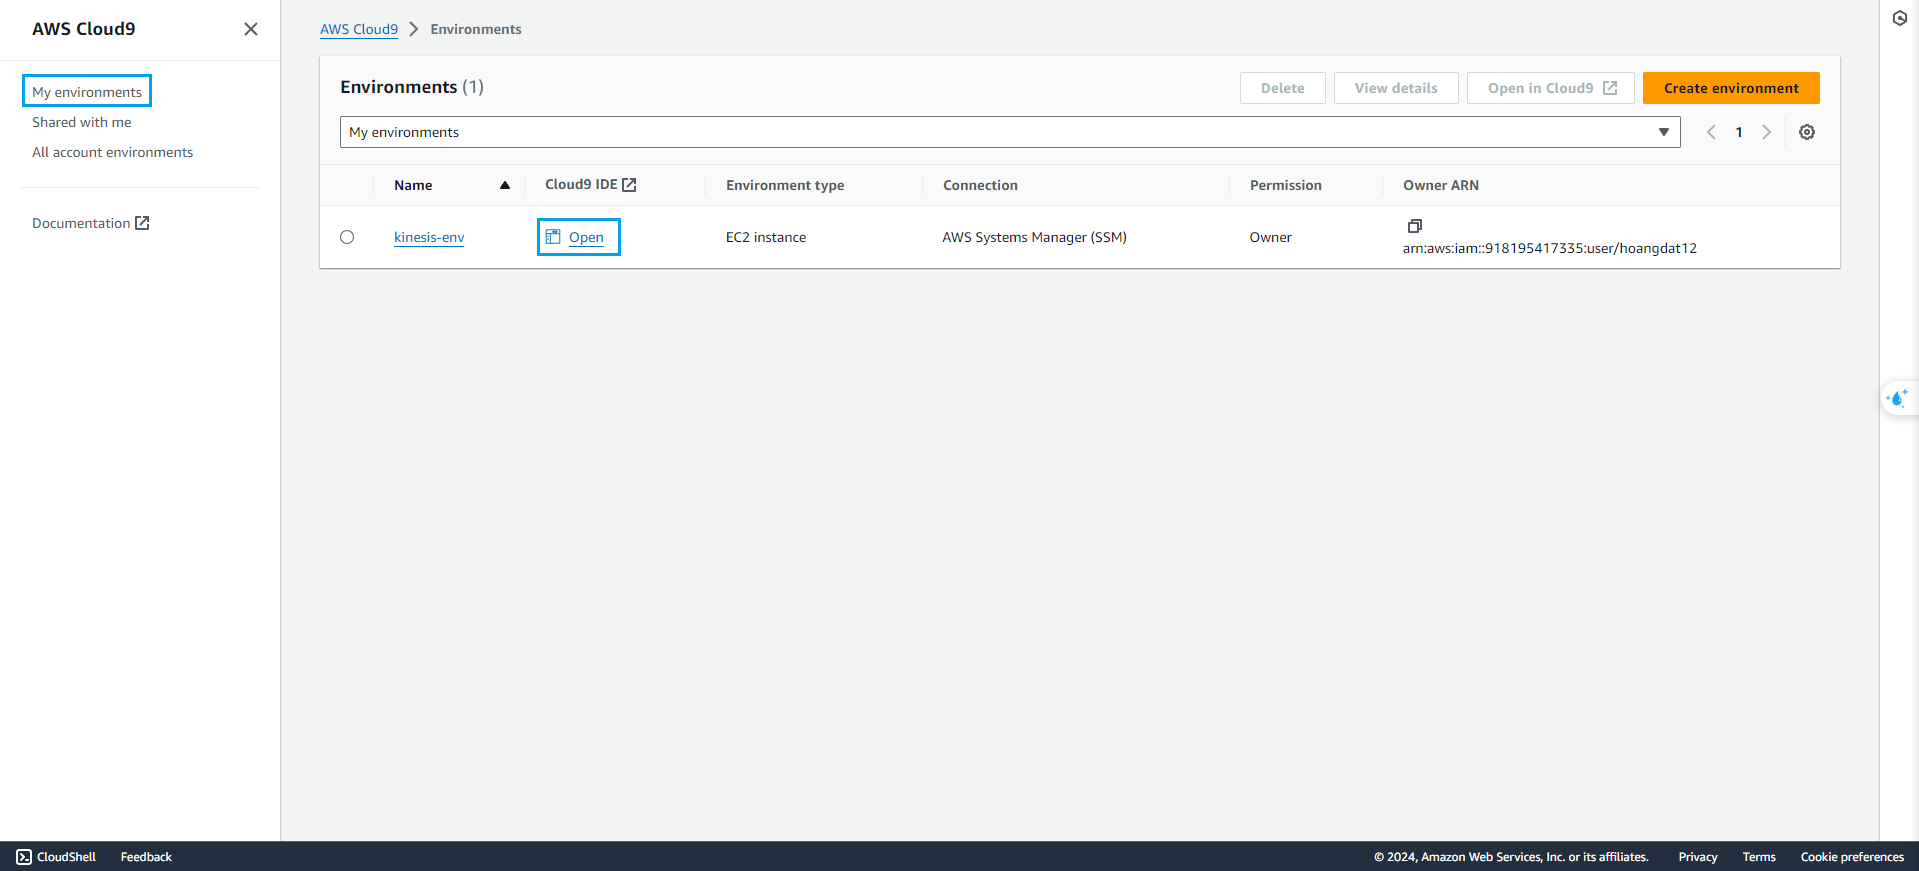 AWS Cloud9
My environments
Shared with me
All account environments
Documentation
AWS Cloud9 Environments
Environments (1)
Delete View details Open in Cloud9 Create environment
My environments 1
Name Cloud9 IDE Environment type Connection Permission Owner ARN
kinesis-env Open EC2 instance AWS Systems Manager (SSM) Owner arn:aws:iam::918195417335:user/hoangdat12
CloudShell Feedback © 2024, Amazon Web Services, Inc. or its affiliates. Privacy Terms Cookie preferences